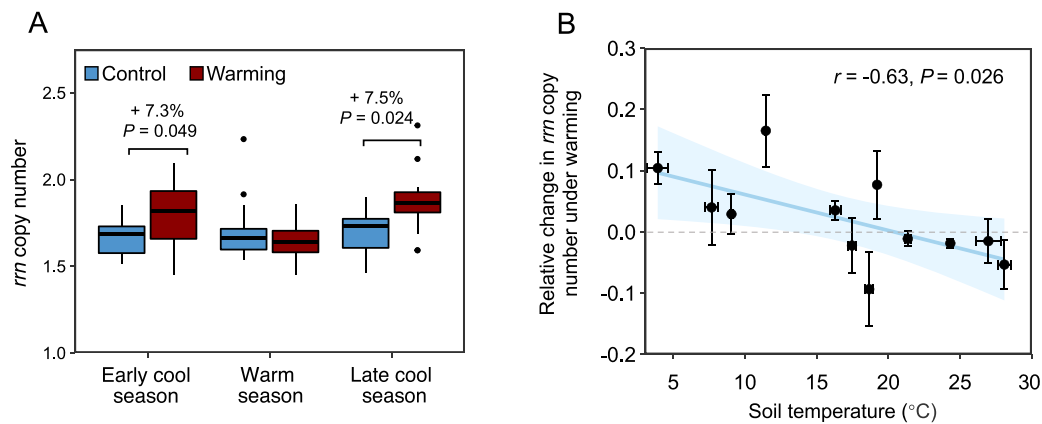 A
Control
Warming
+ 7.3%
P = 0.049
+ 7.5%
P = 0.024
rrn copy number
2.5
2.0
1.5
1.0
Early cool
season
Warm
season
Late cool
season
B
r = -0.63, P = 0.026
Relative change in rrn copy
number under warming
0.3
0.2
0.1
0.0
-0.1
-0.2
5
10
15
20
25
30
Soil temperature (°C)